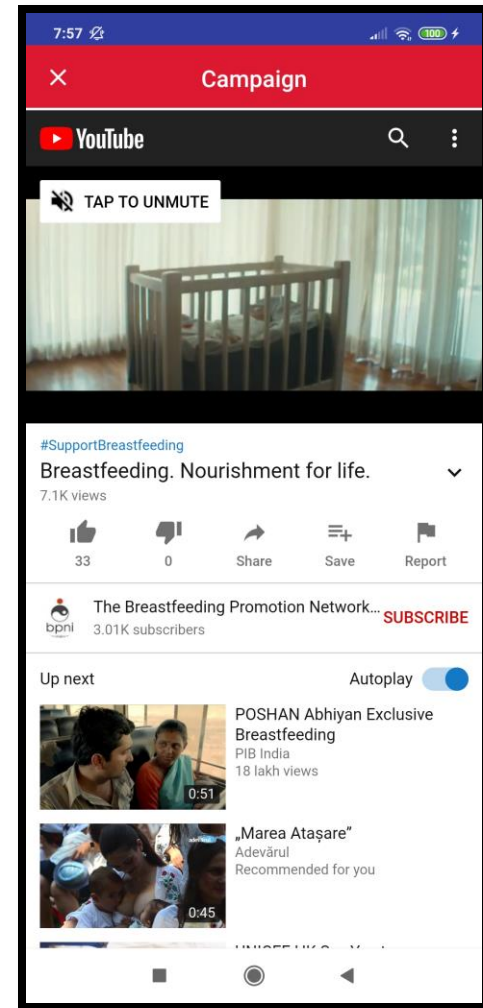 7:57
100
Campaign
YouTube
TAP TO UNMUTE
#SupportBreastfeeding
Breastfeeding. Nourishment for life.
7.1K views
33
0
Share
Save
Report
bpni
The Breastfeeding Promotion Network...
3.01K subscribers
SUBSCRIBE
Up next
Autoplay
POSHAN Abhiyan Exclusive
Breastfeeding
PIB India
18 lakh views
0:51
„Marea Atașare”
Adevărul
Recommended for you
0:45